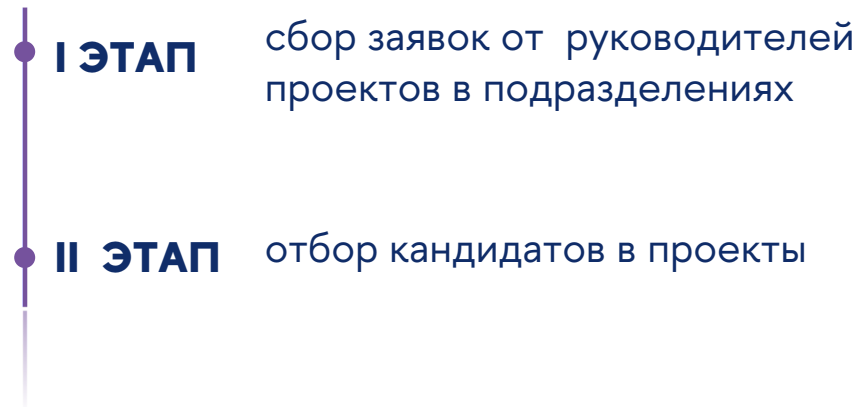 I ЭТАП
сбор заявок от руководителей
проектов в подразделениях
II ЭТАП
отбор кандидатов в проекты